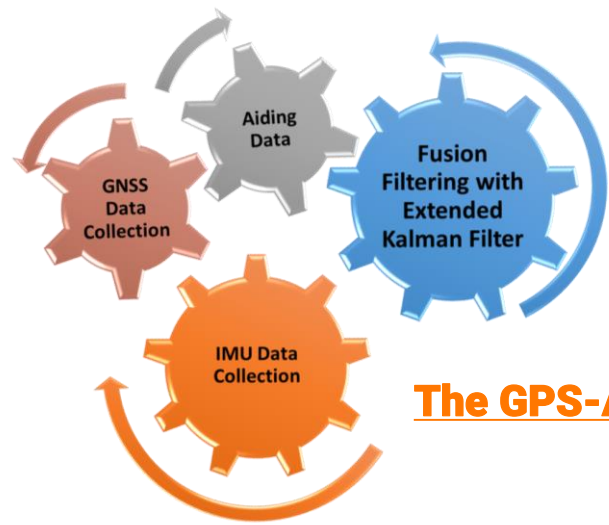 Aiding
Data
GNSS
Data
Collection
Fusion
Filtering with
Extended
Kalman Filter
IMU Data
Collection
The GPS-A